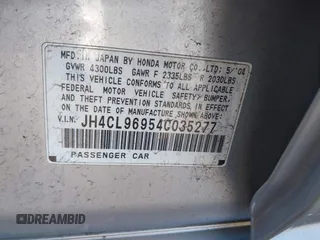 MFD. IN JAPAN BY HONDA MOTOR CO.,LTD: 5/'04
GVWR 4300LBS GAWR F 2335LBS R 2030LBS
THIS VEHICLE CONFORMS TO ALL APPLICABLE
FEDERAL MOTOR VEHICLE SAFETY, BUMPER,
AND THEFT PREVENTION STANDARDS IN EFFECT
ON THE DATE OF MANUFACTURE SHOWN ABOVE:
V.I.N. JH4CL96954C035277
PASSENGER CAR
© DREAMBID